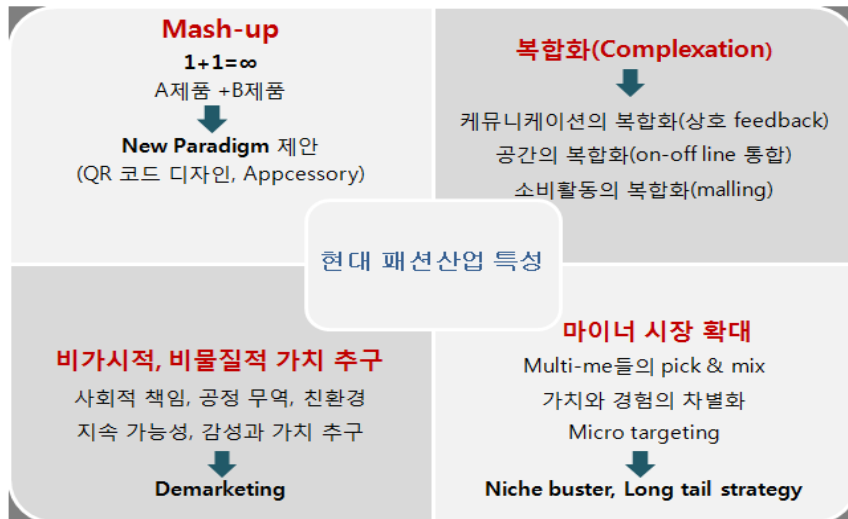 Mash-up
1+1=∞
A제품 +B제품
New Paradigm 제안
(QR 코드 디자인, Appcessory)
복합화(Complexation)
케뮤니케이션의 복합화(상호 feedback)
공간의 복합화(on-off line 통합)
소비활동의 복합화(malling)
현대 패션산업 특성
비가시적, 비물질적 가치 추구
사회적 책임, 공정 무역, 친환경
지속 가능성, 감성과 가치 추구
Demarketing
마이너 시장 확대
Multi-me들의 pick & mix
가치와 경험의 차별화
Micro targeting
Niche buster, Long tail strategy